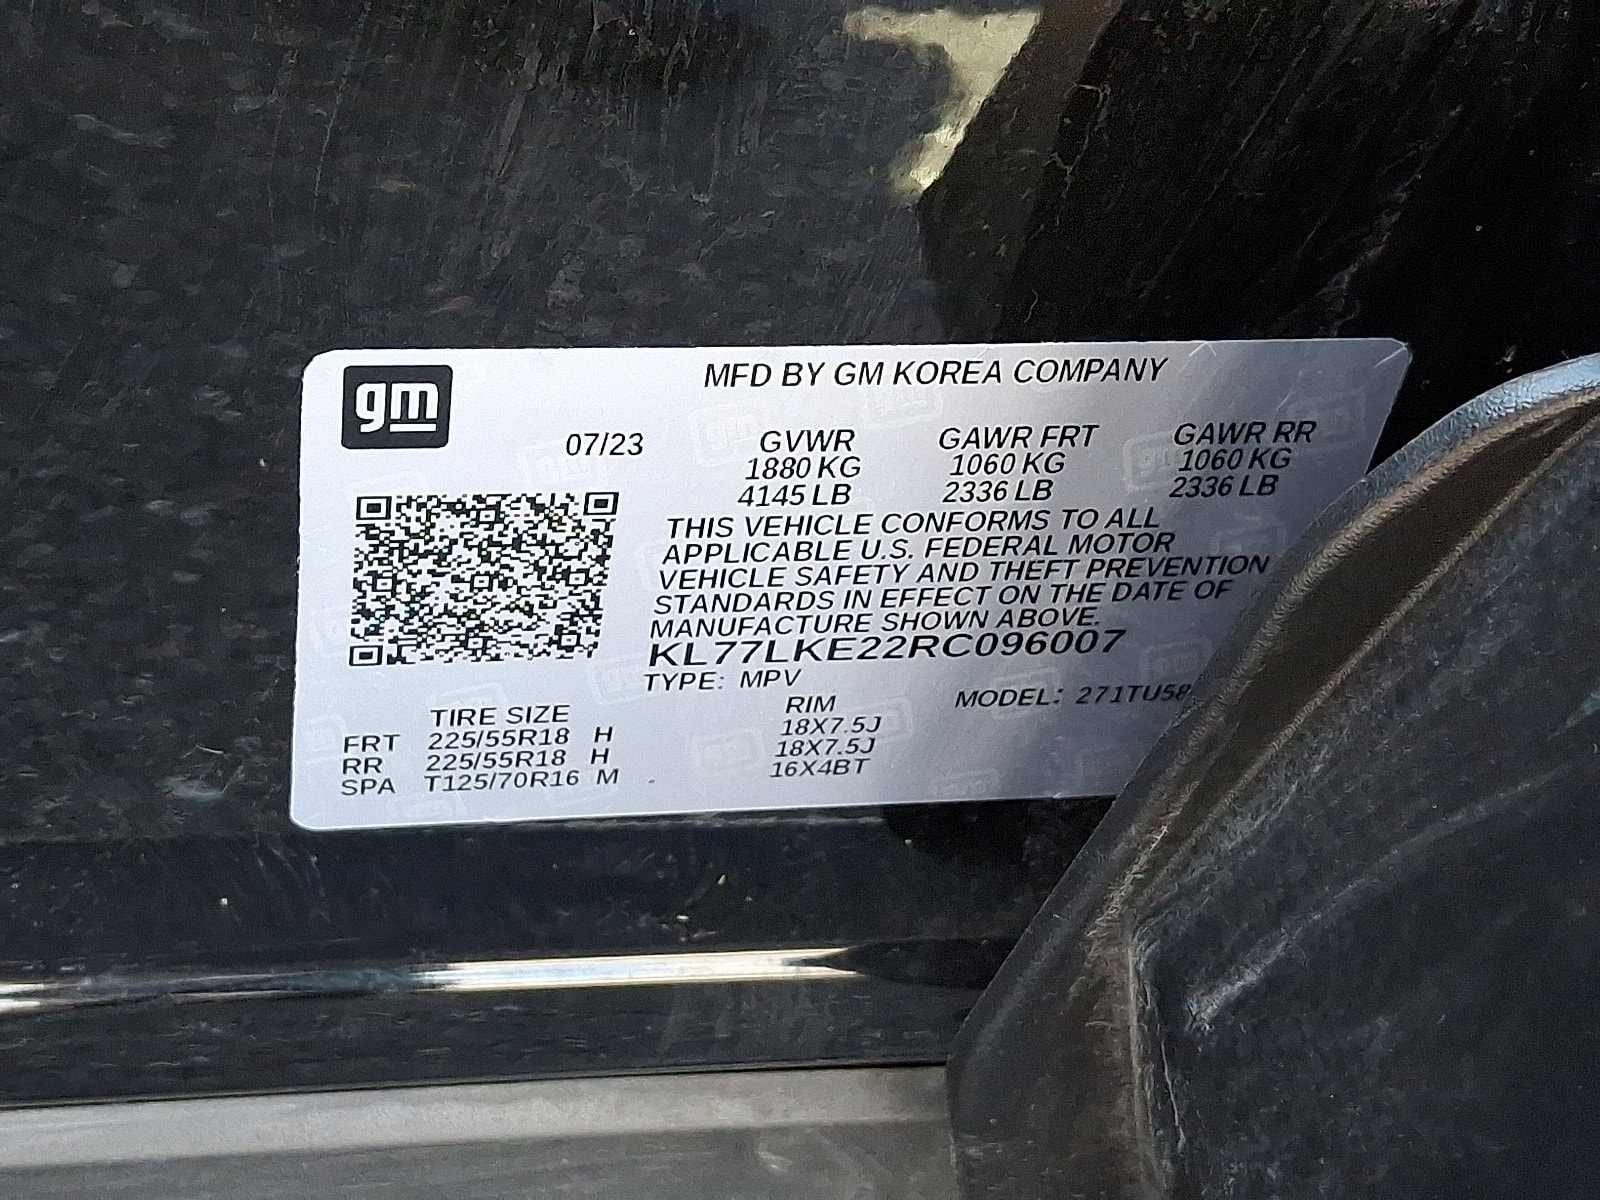 gm
MFD BY GM KOREA COMPANY
07/23 GVWR GAWR FRT GAWR RR
1880 KG 1060 KG 1060 KG
4145 LB 2336 LB 2336 LB
THIS VEHICLE CONFORMS TO ALL
APPLICABLE U.S. FEDERAL MOTOR
VEHICLE SAFETY AND THEFT PREVENTION
STANDARDS IN EFFECT ON THE DATE OF
MANUFACTURE SHOWN ABOVE.
KL77LKE22RC096007
TYPE: MPV MODEL: 271TU58
TIRE SIZE RIM
FRT 225/55R18 H 18X7.5J
RR 225/55R18 H 18X7.5J
SPA T125/70R16 M 16X4BT